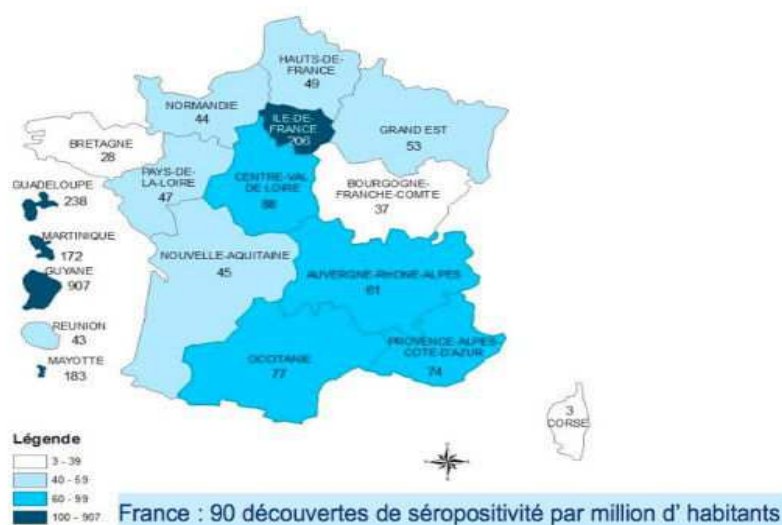 HAUTS-DE-
FRANCE
49
NORMANDIE
44
ILE-DE-
FRANCE
206
GRAND EST
53
BRETAGNE
28
PAYS-DE-
LA-LOIRE
47
CENTRE-VAL
DE-LOIRE
BOURGOGNE-
FRANCHE-COMTE
37
GUADELOUPE
238
MARTINIQUE
172
GUYANE
907
REUNION
43
MAYOTTE
183
NOUVELLE-AQUITAINE
45
AUVERGNE-RHONE-ALPES
61
OCCITANIE
77
PROVENCE-ALPES-
COTE-D'AZUR
74
3
CORSE
Légende
3 - 39
40 - 59
60 - 99
100 - 907
France : 90 découvertes de séropositivité par million d' habitants